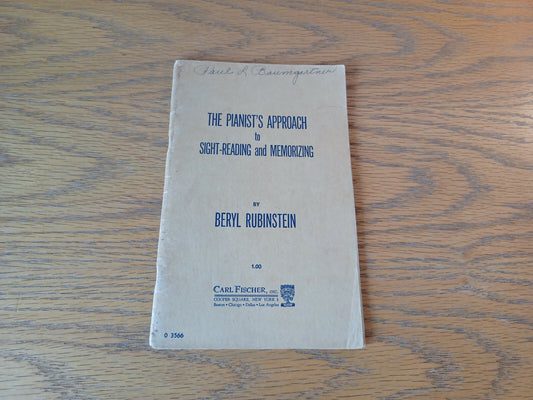 Paul L Baumgartner
THE PIANIST'S APPROACH
to
SIGHT-READING and MEMORIZING
BY
BERYL RUBINSTEIN
1.00
CARL FISCHER, INC.
COOPER SQUARE, NEW YORK 3
Boston • Chicago • Dallas • Los Angeles
O 3566